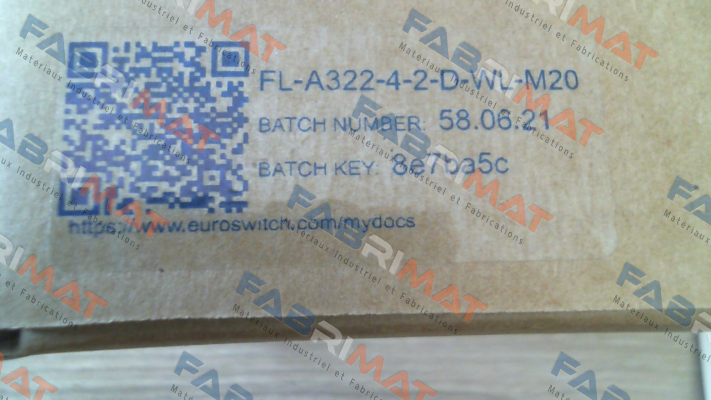 FL-A322-4-2-D-WL-M20
BATCH NUMBER: 58.06.21
BATCH KEY: 8e7ba5c
https://www.euroswitch.com/mydocs
FABRIMAT
Matériaux Industriel et Fabrications